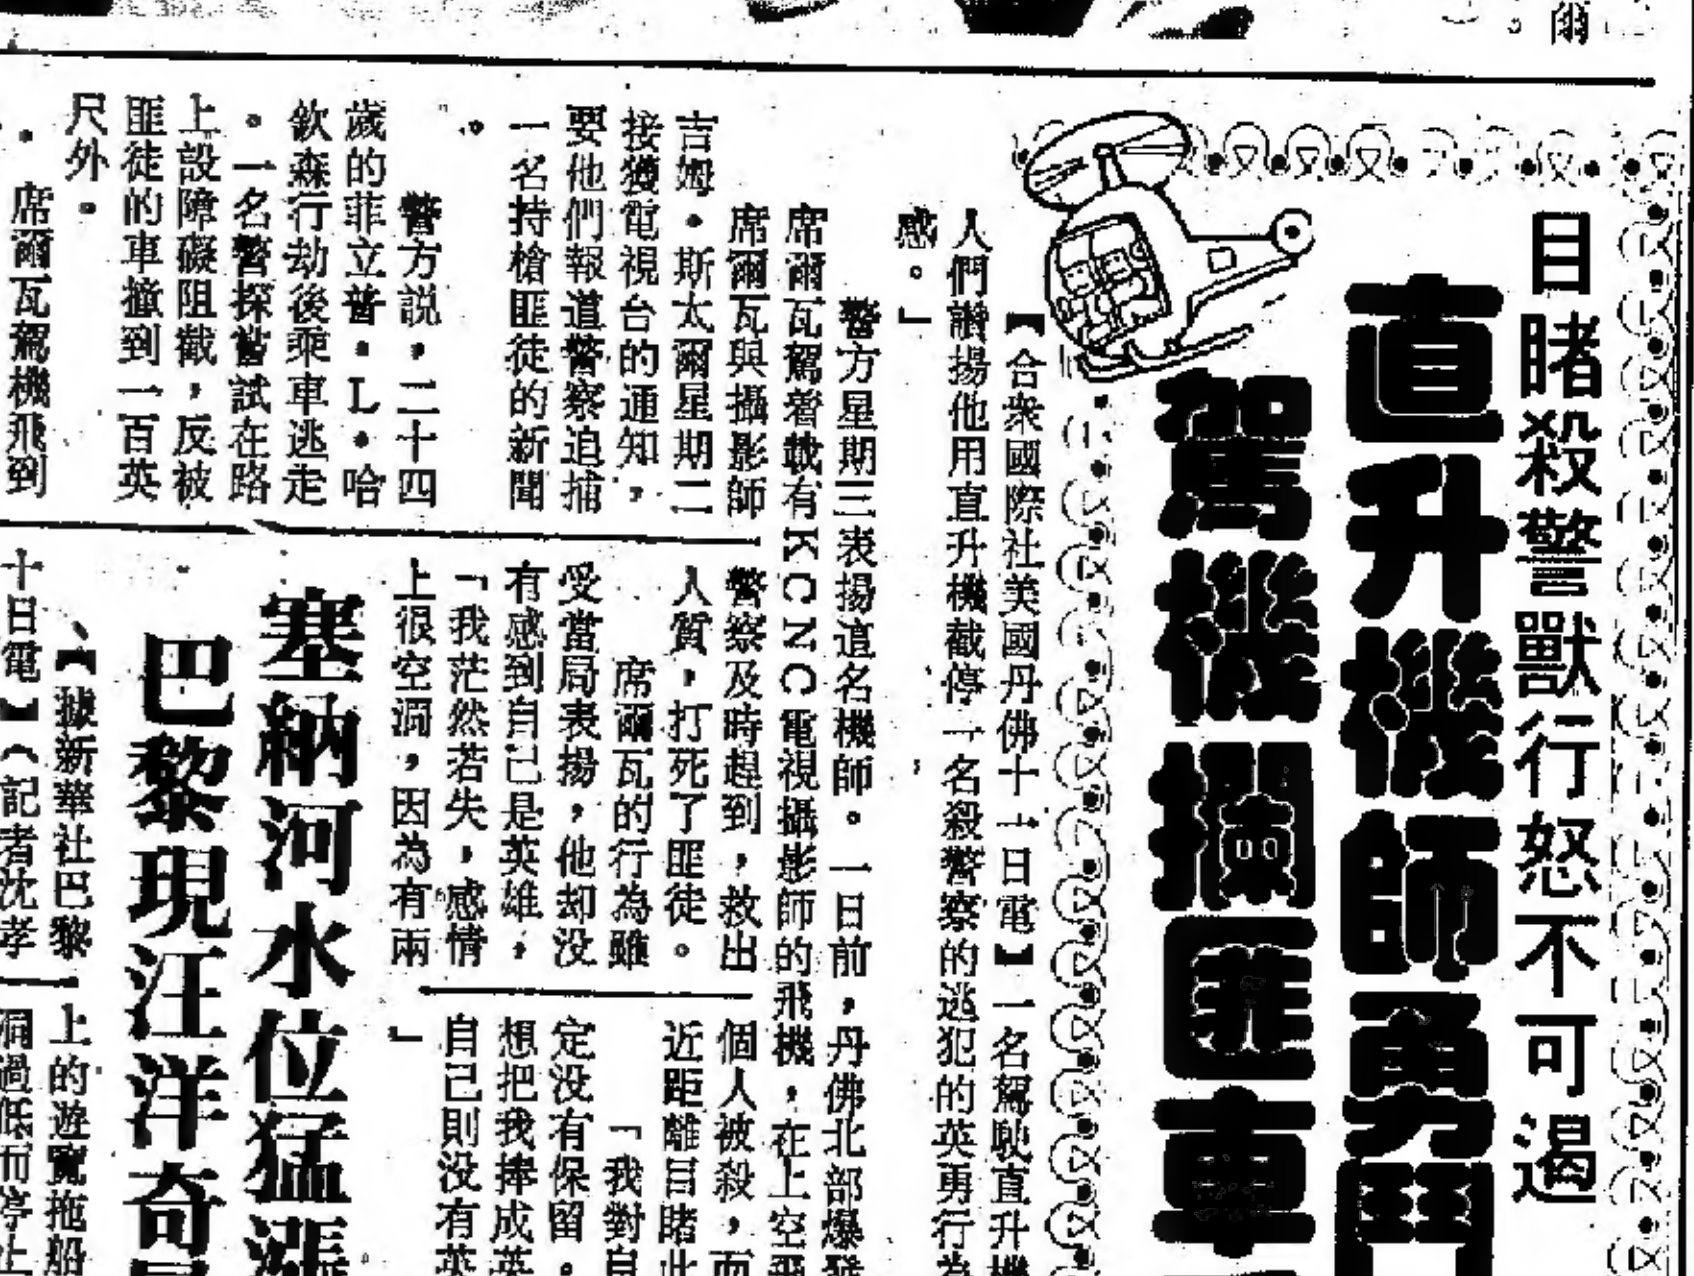 目睹殺警獸行怒不可遏
直升機師勇鬥
駕機攔匪車
【合衆國際社美國丹佛十一日電】一名駕駛直升機
人們讚揚他用直升機截停一名殺警察的逃犯的英勇行為
感。」
警方星期三表揚這名機師。一日前，丹佛北部爆發
席爾瓦駕着載有KCNC電視攝影師的飛機，在上空飛
席爾瓦與攝影師
吉姆・斯太爾星期二
接獲電視台的通知，
要他們報道警察追捕
一名持槍匪徒的新聞
。
警方説，二十四
歲的菲立普・L・哈
欽森行劫後乘車逃走
。一名警探嘗試在路
上設障礙阻截，反被
匪徒的車撞到一百英
尺外。
席爾瓦駕機飛到
警察及時趕到，救出
人質，打死了匪徒。
席爾瓦的行為雖
受當局表揚，他却没
有感到自己是英雄，
「我茫然若失，感情
上很空洞，因為有兩
個人被殺，而
近距離目睹此
「我對自
定没有保留。
想把我捧成英
自己則没有英
」
塞納河水位猛漲
巴黎現汪洋奇
【據新華社巴黎
十日電】（記者沈孝
上的遊覽拖船
洞過低而停止
爾